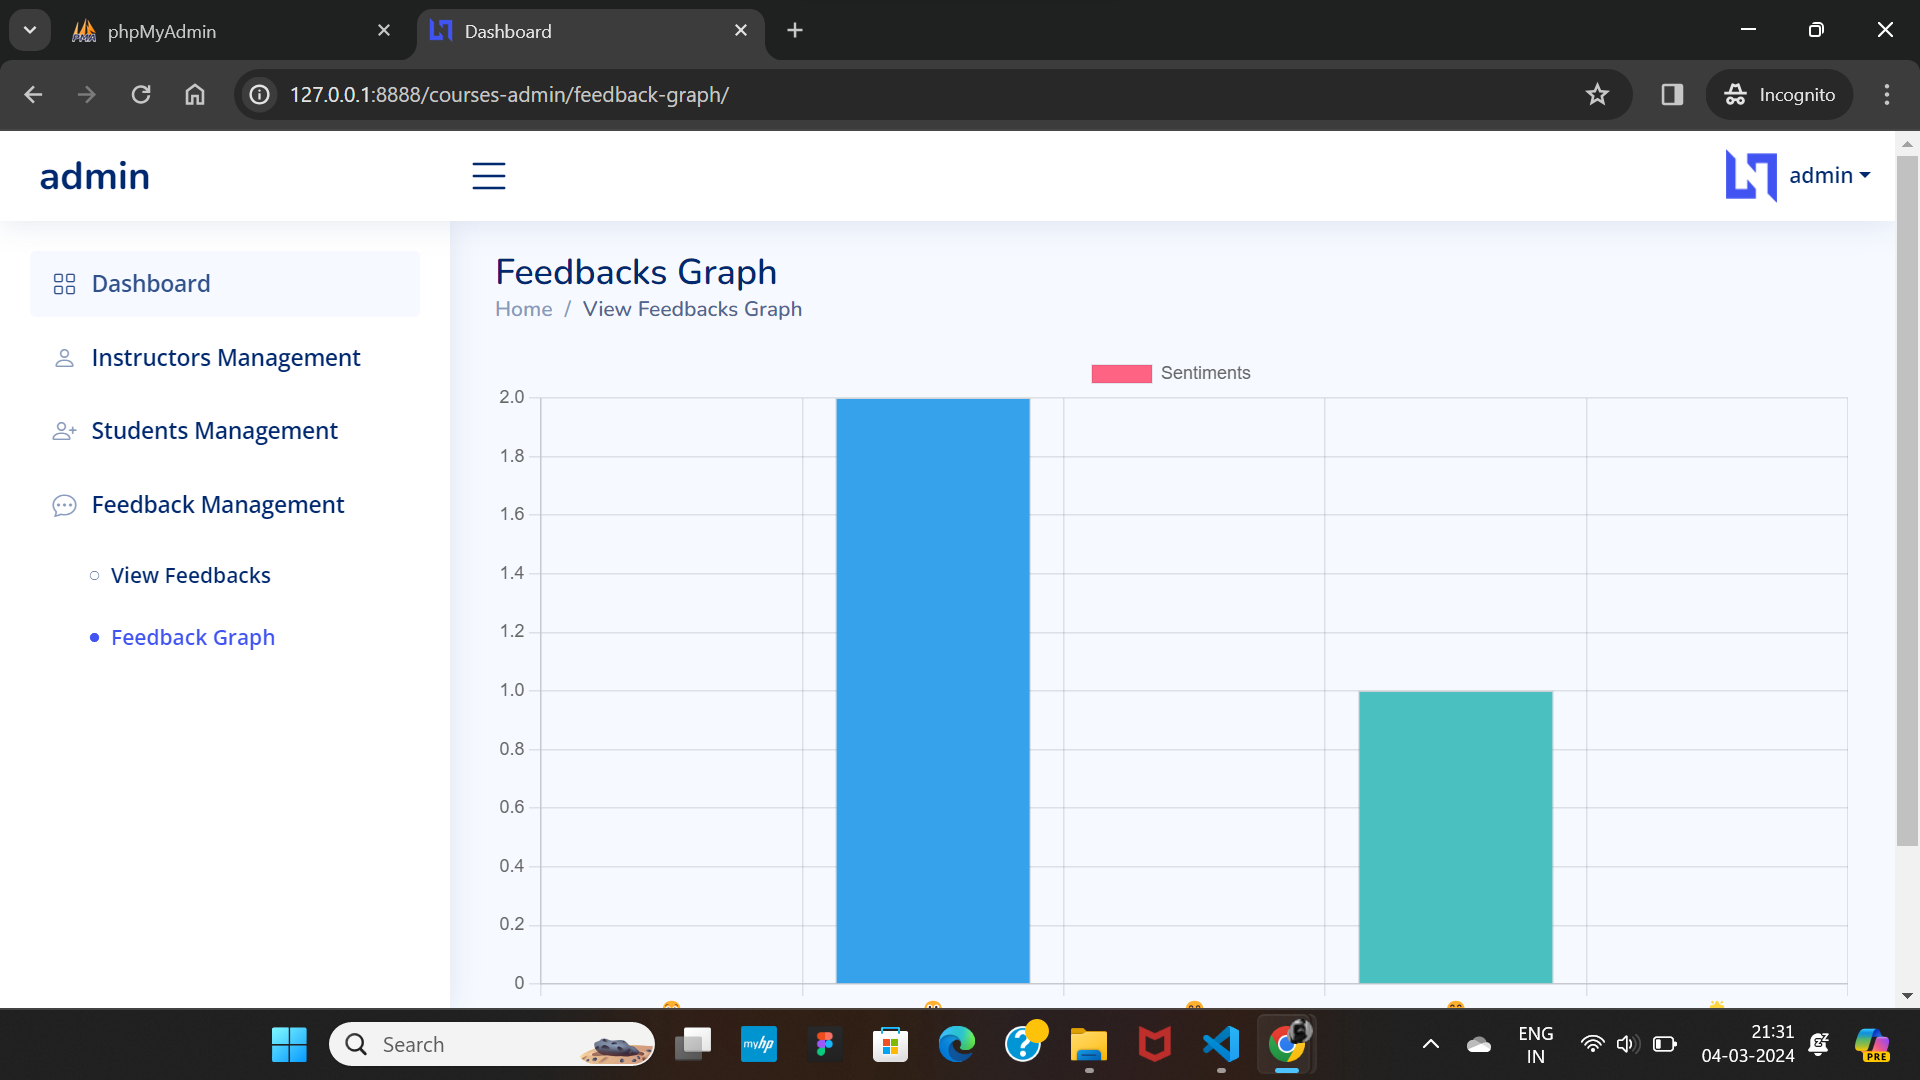 phpMyAdmin
Dashboard
127.0.0.1:8888/courses-admin/feedback-graph/
Incognito
admin
admin
Dashboard
Instructors Management
Students Management
Feedback Management
View Feedbacks
Feedback Graph
Feedbacks Graph
Home / View Feedbacks Graph
Sentiments
2.0
1.8
1.6
1.4
1.2
1.0
0.8
0.6
0.4
0.2
0
Search
myhp
ENG
IN
21:31
04-03-2024
PRE